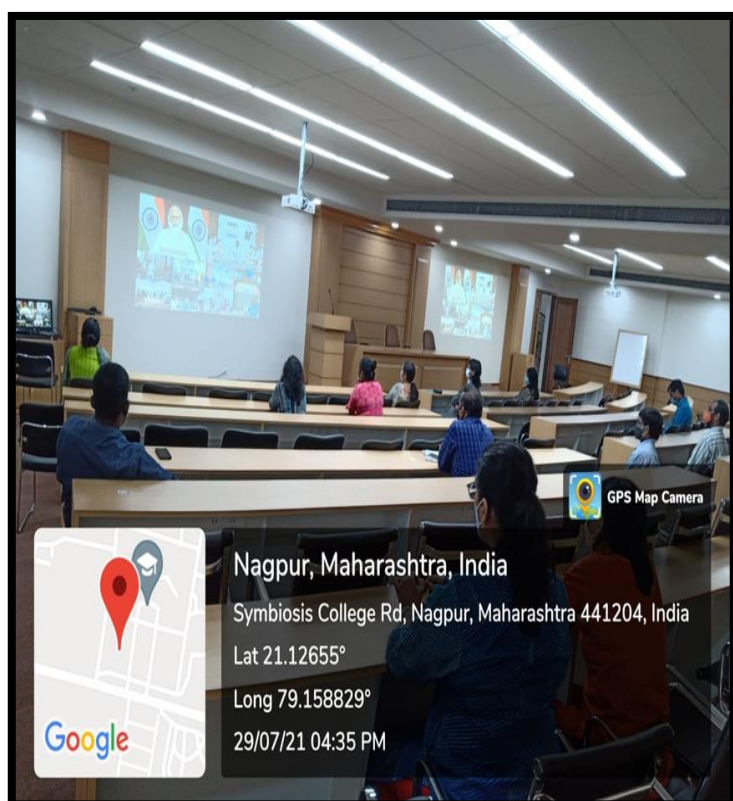 GPS Map Camera
Nagpur, Maharashtra, India
Symbiosis College Rd, Nagpur, Maharashtra 441204, India
Lat 21.12655°
Long 79.158829°
29/07/21 04:35 PM
Google